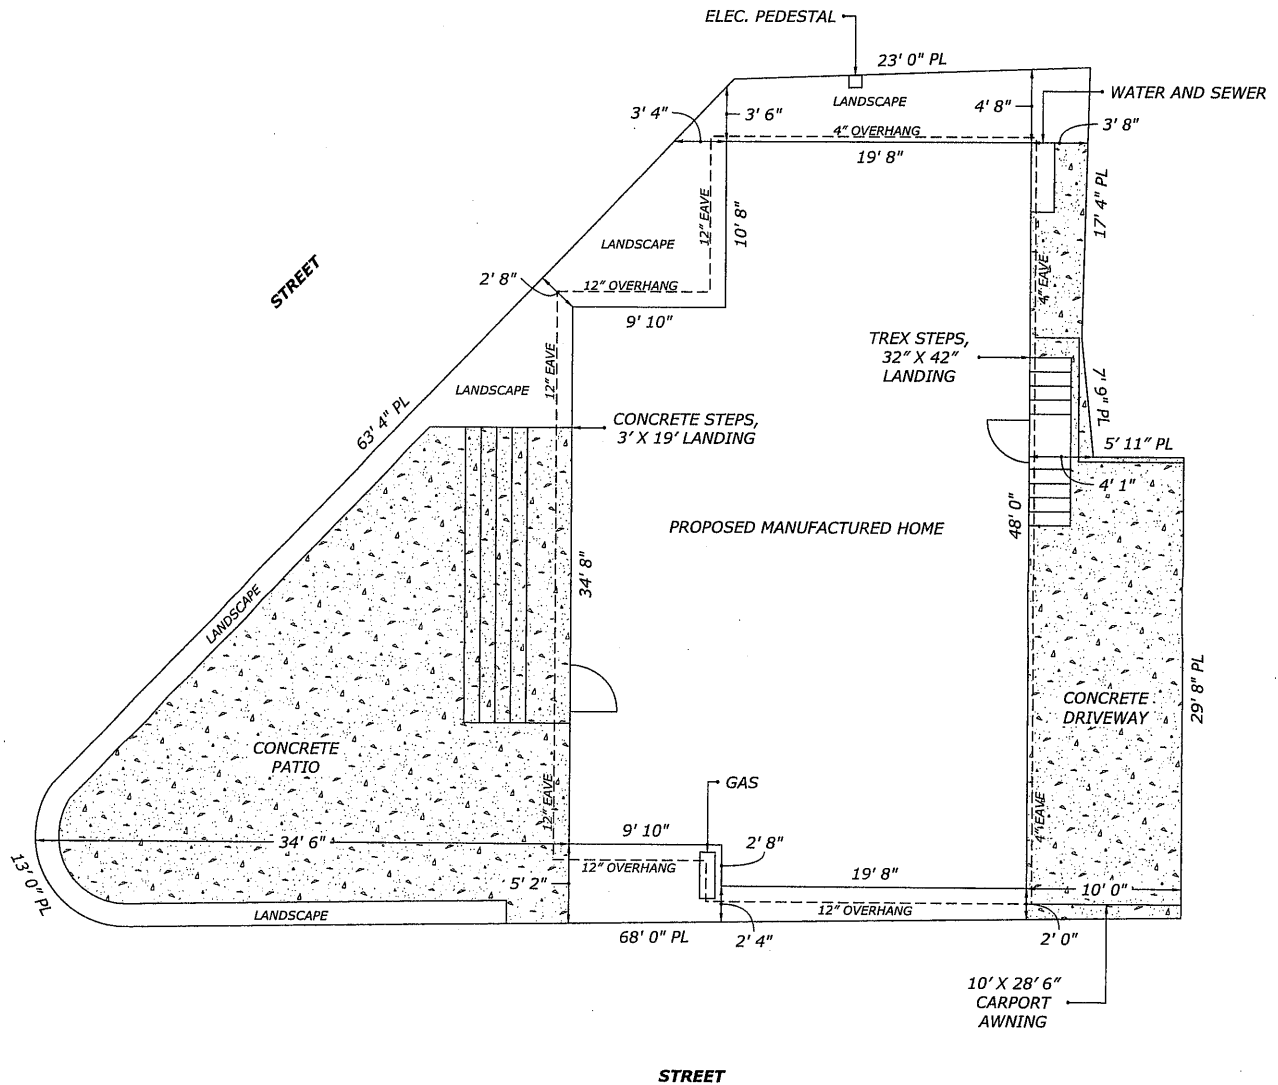 ELEC. PEDESTAL
23' 0" PL
WATER AND SEWER
LANDSCAPE
4' 8"
3' 4"
3' 6"
3' 8"
4" OVERHANG
19' 8"
17' 4" PL
12" EAVE
10' 8"
LANDSCAPE
STREET
2' 8"
12" OVERHANG
4" EAVE
9' 10"
TREX STEPS,
32" X 42"
LANDING
12" EAVE
LANDSCAPE
7' 9" PL
63' 4" PL
CONCRETE STEPS,
3' X 19' LANDING
5' 11" PL
4' 1"
48' 0"
PROPOSED MANUFACTURED HOME
34' 8"
LANDSCAPE
29' 8" PL
CONCRETE
DRIVEWAY
CONCRETE
PATIO
GAS
12" EAVE
4" EAVE
9' 10"
34' 6"
2' 8"
12" OVERHANG
19' 8"
5' 2"
10' 0"
13' 0" PL
LANDSCAPE
12" OVERHANG
68' 0" PL
2' 4"
2' 0"
10' X 28' 6"
CARPORT
AWNING
STREET